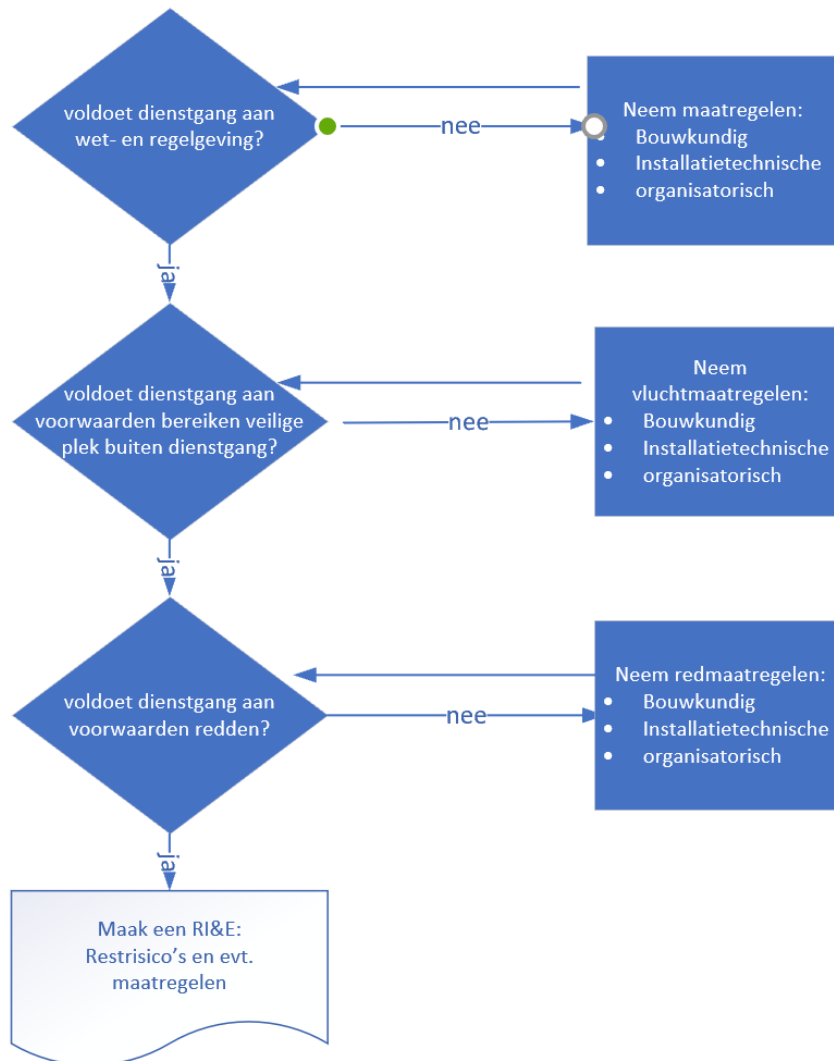 voldoet dienstgang aan
wet- en regelgeving?
nee
Neem maatregelen:
• Bouwkundig
• Installatietechnische
• organisatorisch
ja
voldoet dienstgang aan
voorwaarden bereiken veilige
plek buiten dienstgang?
nee
Neem
vluchtmaatregelen:
• Bouwkundig
• Installatietechnische
• organisatorisch
ja
voldoet dienstgang aan
voorwaarden redden?
nee
Neem redmaatregelen:
• Bouwkundig
• Installatietechnische
• organisatorisch
ja
Maak een RI&E:
Restrisico's en evt.
maatregelen